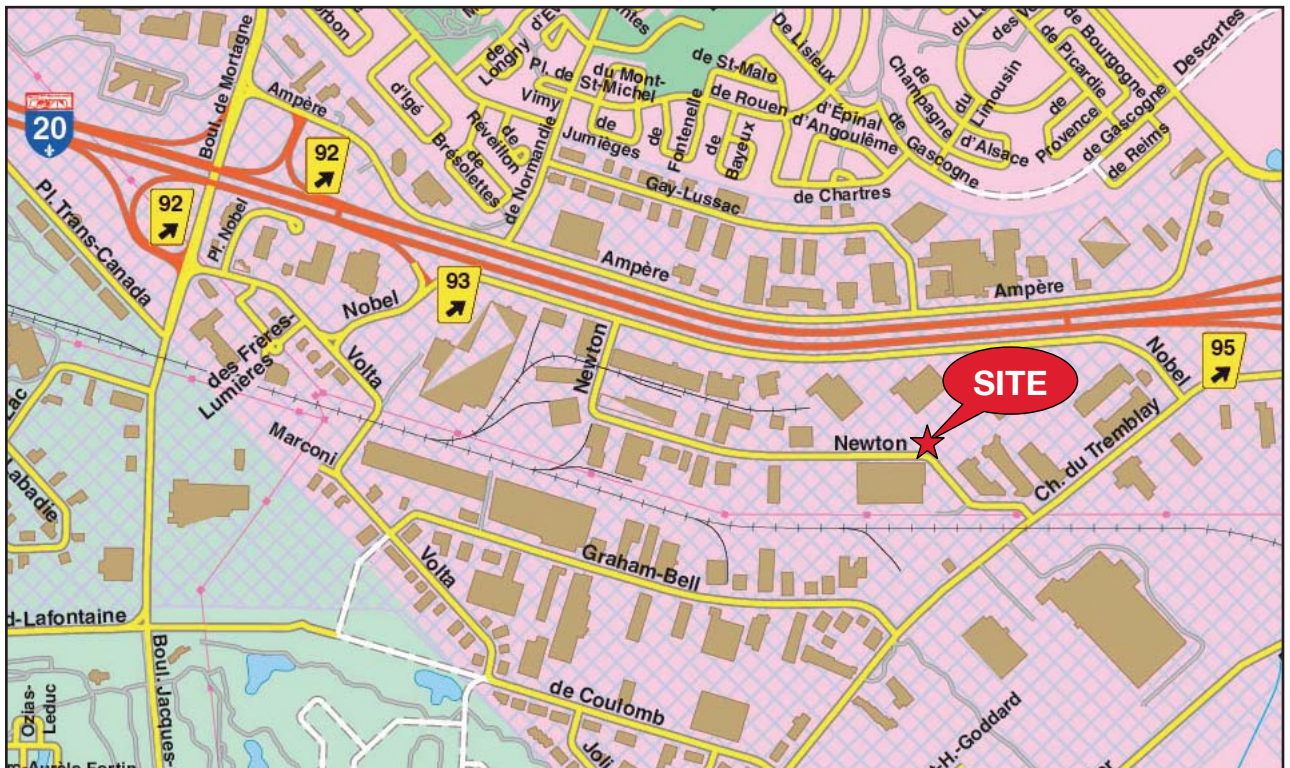 20
Boul. de Mortagne
Ampère
92
92
93
95
d'Igé
de
Longny
Pl. de
Vimy
du Mont-
St-Michel
de
Jumièges
de
Réveillon
de
Brésolettes
de Normandie
de
Fontenelle
de
Bayeux
de St-Malo
de Rouen
De Lisieux
d'Épinal
d'Angoulême
de Chartres
de Gascogne
de
Champagne
du
Limousin
d'Alsace
de
Provence
de Picardie
de Bourgogne
de Gascogne
de Reims
Descartes
Gay-Lussac
Ampère
Ampère
Pl. Trans-Canada
Pl. Nobel
Nobel
des Frères-
Lumières
Volta
Marconi
Newton
Newton
SITE
Nobel
Ch. du Tremblay
Labadie
Volta
Graham-Bell
d-Lafontaine
Boul. Jacques-
Ozias-
Leduc
de Coulomb
Joli
-H.-Goddard